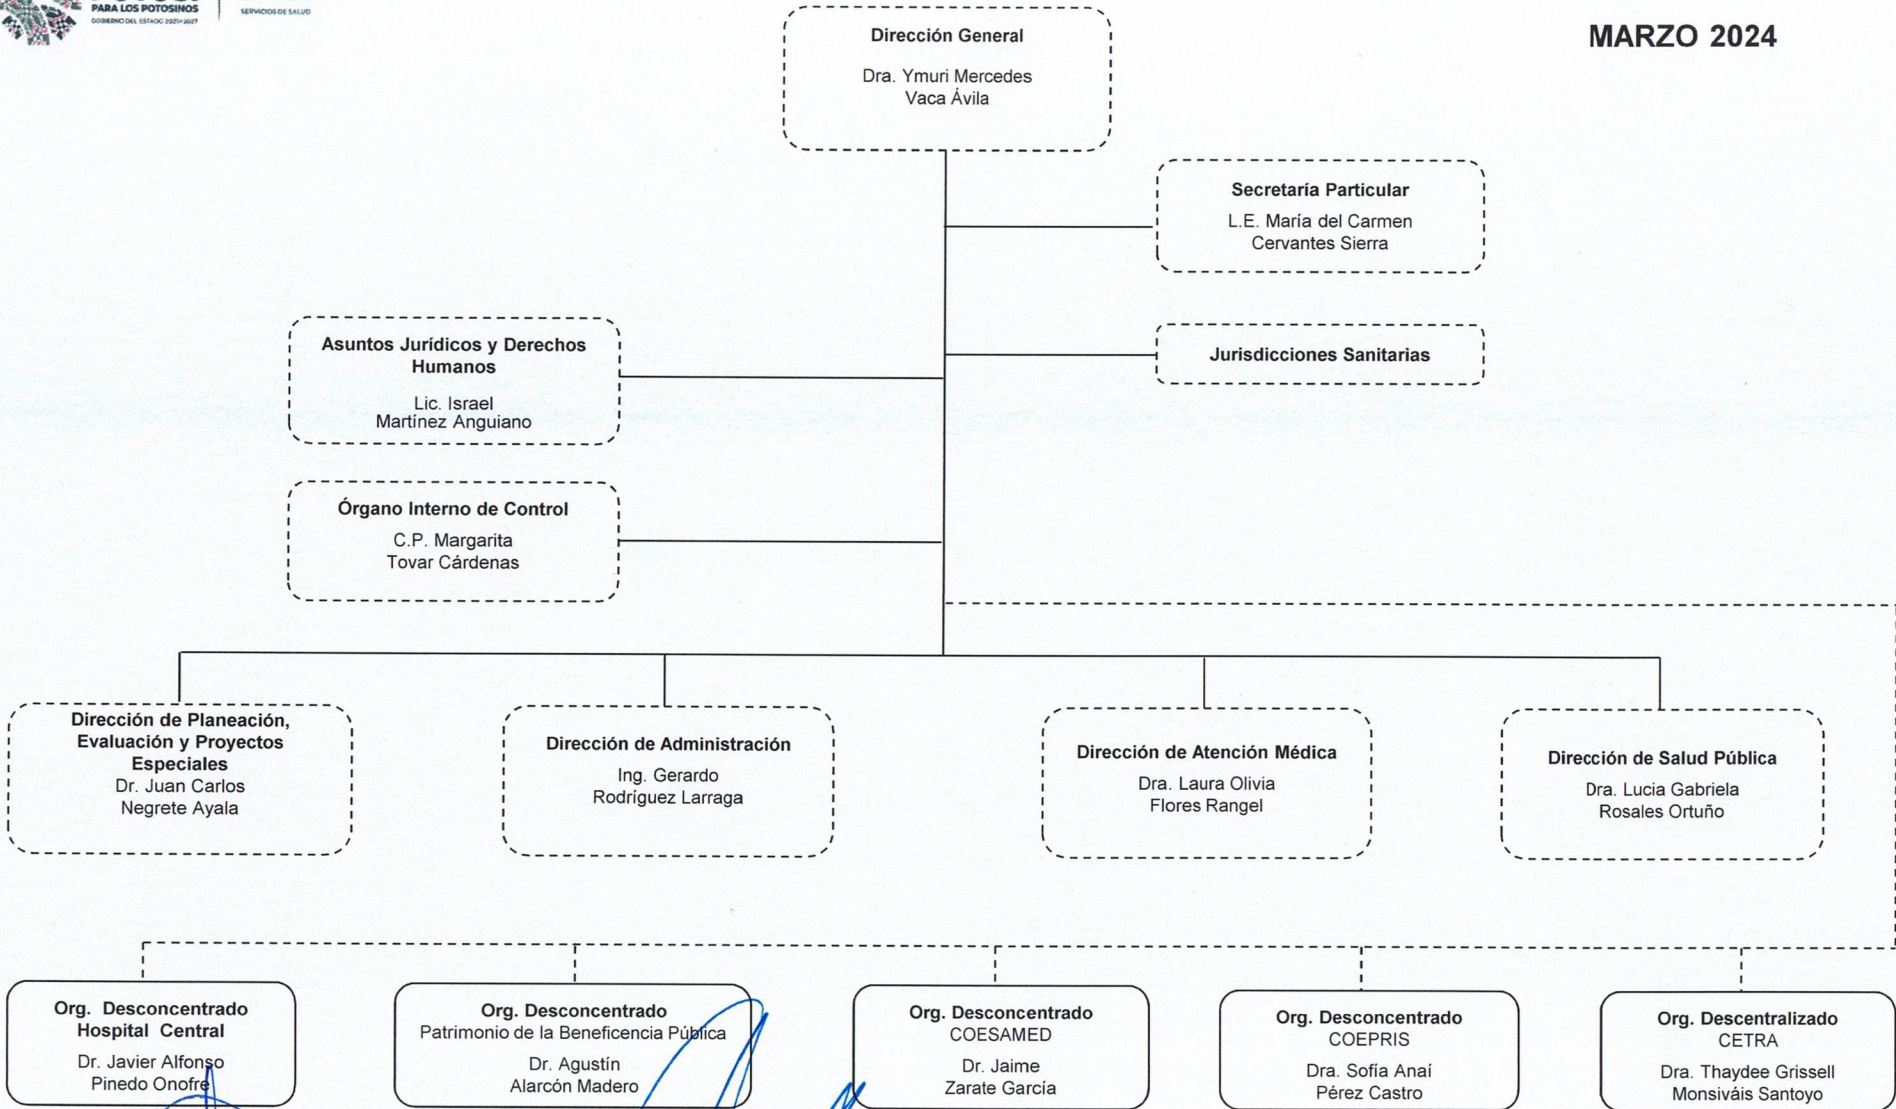 PARA LOS POTOSINOS
GOBIERNO DEL ESTADO 2021-2027
SERVICIOS DE SALUD
MARZO 2024
Dirección General
Dra. Ymuri Mercedes
Vaca Ávila
Secretaría Particular
L.E. María del Carmen
Cervantes Sierra
Asuntos Jurídicos y Derechos
Humanos
Lic. Israel
Martínez Anguiano
Jurisdicciones Sanitarias
Órgano Interno de Control
C.P. Margarita
Tovar Cárdenas
Dirección de Planeación,
Evaluación y Proyectos
Especiales
Dr. Juan Carlos
Negrete Ayala
Dirección de Administración
Ing. Gerardo
Rodríguez Larraga
Dirección de Atención Médica
Dra. Laura Olivia
Flores Rangel
Dirección de Salud Pública
Dra. Lucia Gabriela
Rosales Ortuño
Org. Desconcentrado
Hospital Central
Dr. Javier Alfonso
Pinedo Onofre
Org. Desconcentrado
Patrimonio de la Beneficencia Pública
Dr. Agustín
Alarcón Madero
Org. Desconcentrado
COESAMED
Dr. Jaime
Zarate García
Org. Desconcentrado
COEPRIS
Dra. Sofía Anaí
Pérez Castro
Org. Descentralizado
CETRA
Dra. Thaydee Grissell
Monsiváis Santoyo